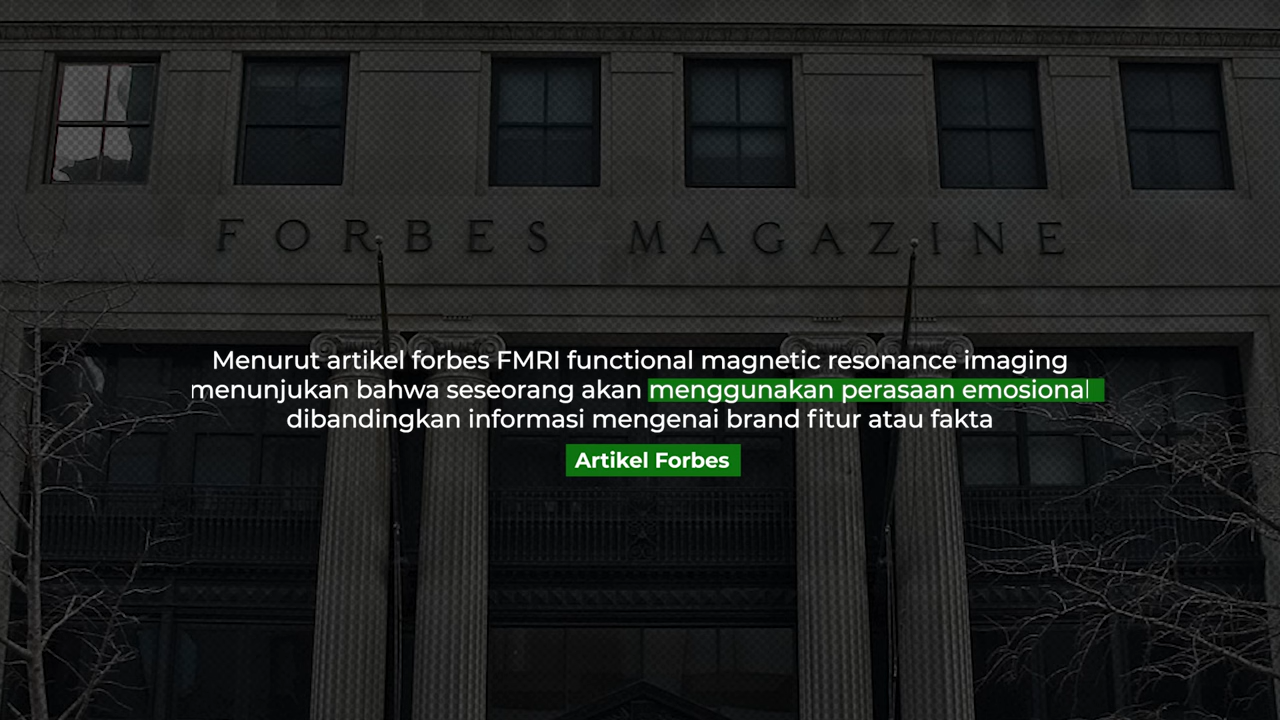 FORBES MAGAZINE
Menurut artikel forbes FMRI functional magnetic resonance imaging
menunjukan bahwa seseorang akan menggunakan perasaan emosional
dibandingkan informasi mengenai brand fitur atau fakta
Artikel Forbes